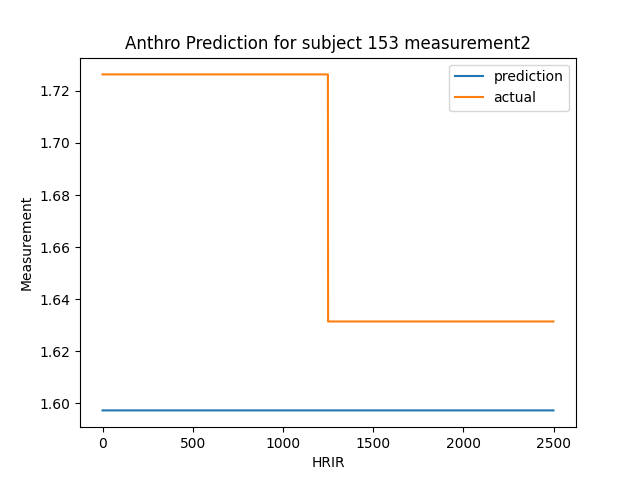 Anthro Prediction for subject 153 measurement2
prediction
actual
Measurement
1.72
1.70
1.68
1.66
1.64
1.62
1.60
0 500 1000 1500 2000 2500
HRIR